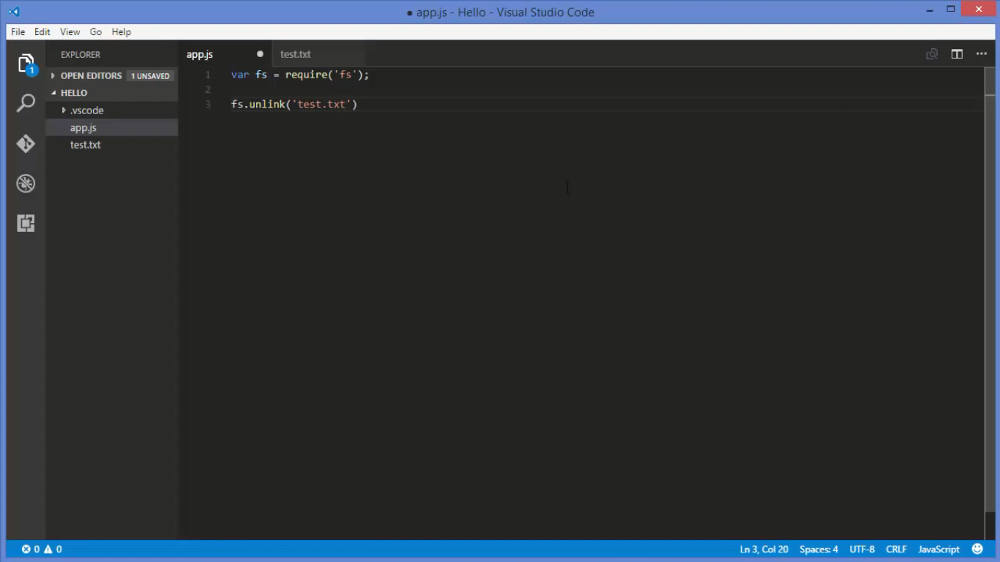 ● app.js - Hello - Visual Studio Code
File Edit View Go Help
EXPLORER
app.js
test.txt
OPEN EDITORS 1 UNSAVED
HELLO
.vscode
app.js
test.txt
1
1 var fs = require('fs');
2
3 fs.unlink('test.txt')
0 0
Ln 3, Col 20 Spaces: 4 UTF-8 CRLF JavaScript